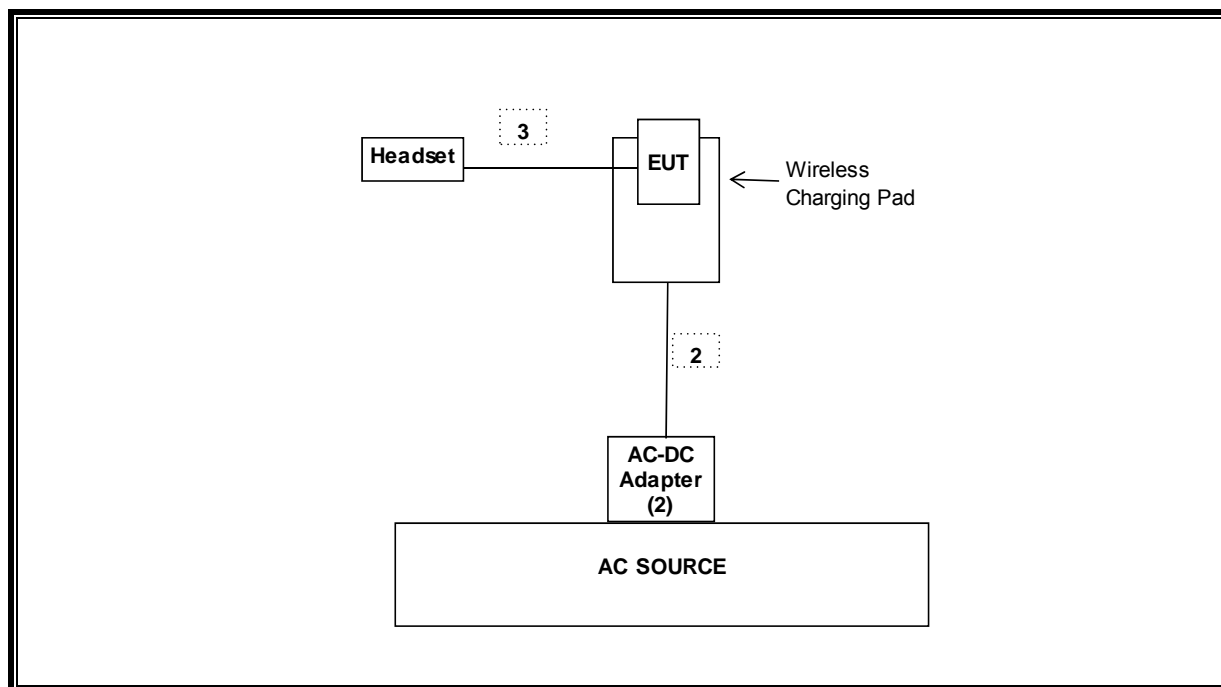 3
Headset
EUT
Wireless
Charging Pad
2
AC-DC
Adapter
(2)
AC SOURCE